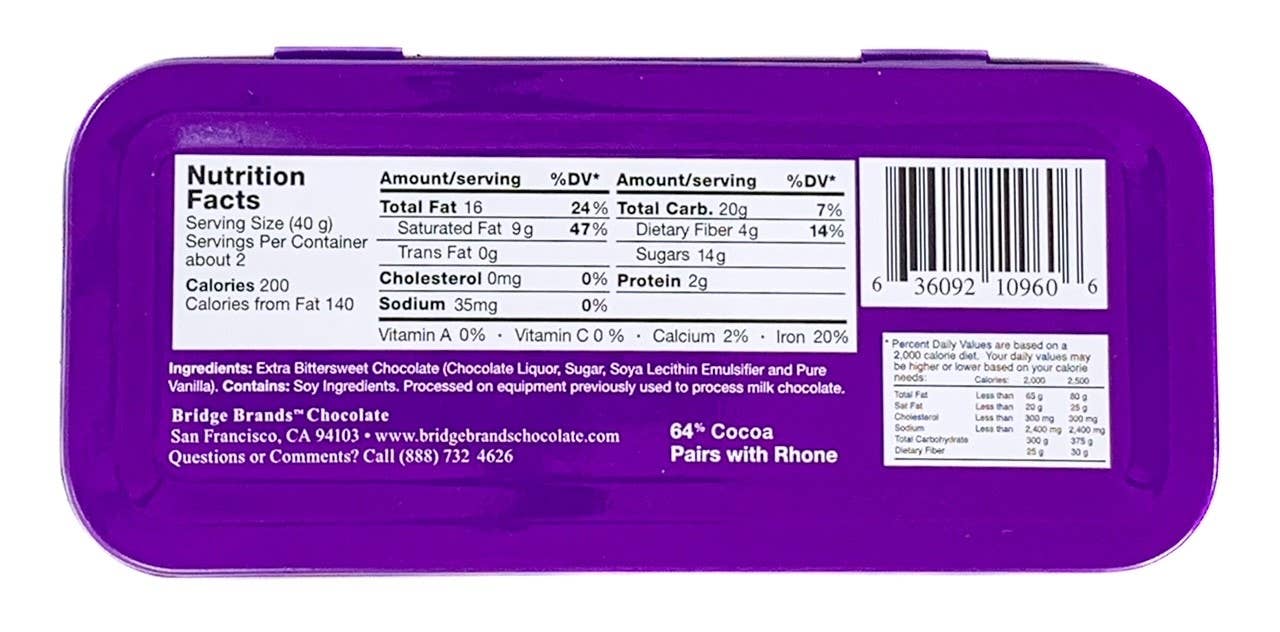 Nutrition
Facts
Serving Size (40 g)
Servings Per Container
about 2
Calories 200
Calories from Fat 140
Amount/serving %DV*
Total Fat 16 24%
Saturated Fat 9g 47%
Trans Fat 0g
Cholesterol 0mg 0%
Sodium 35mg 0%
Amount/serving %DV*
Total Carb. 20g 7%
Dietary Fiber 4g 14%
Sugars 14g
Protein 2g
Vitamin A 0% · Vitamin C 0 % · Calcium 2% · Iron 20%
6 36092 10960 6
* Percent Daily Values are based on a
2,000 calorie diet. Your daily values may
be higher or lower based on your calorie
needs: Calories: 2,000 2,500
Total Fat Less than 65 g 80 g
Sat Fat Less than 20 g 25 g
Cholesterol Less than 300 mg 300 mg
Sodium Less than 2,400 mg 2,400 mg
Total Carbohydrate 300 g 375 g
Dietary Fiber 25 g 30 g
Ingredients: Extra Bittersweet Chocolate (Chocolate Liquor, Sugar, Soya Lecithin Emulsifier and Pure
Vanilla). Contains: Soy Ingredients. Processed on equipment previously used to process milk chocolate.
Bridge Brands™ Chocolate
San Francisco, CA 94103 • www.bridgebrandschocolate.com
Questions or Comments? Call (888) 732 4626
64% Cocoa
Pairs with Rhone